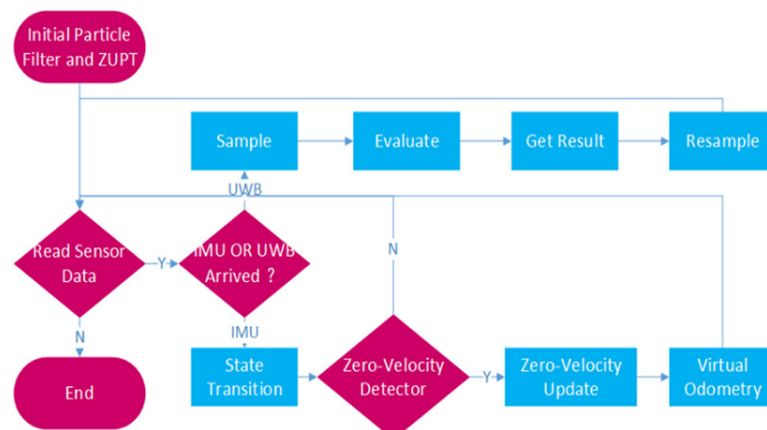 Initial Particle
Filter and ZUPT
Sample
Evaluate
Get Result
Resample
UWB
Read Sensor
Data
Y
IMU OR UWB
Arrived ?
N
N
IMU
End
State
Transition
Zero-Velocity
Detector
Y
Zero-Velocity
Update
Virtual
Odometry